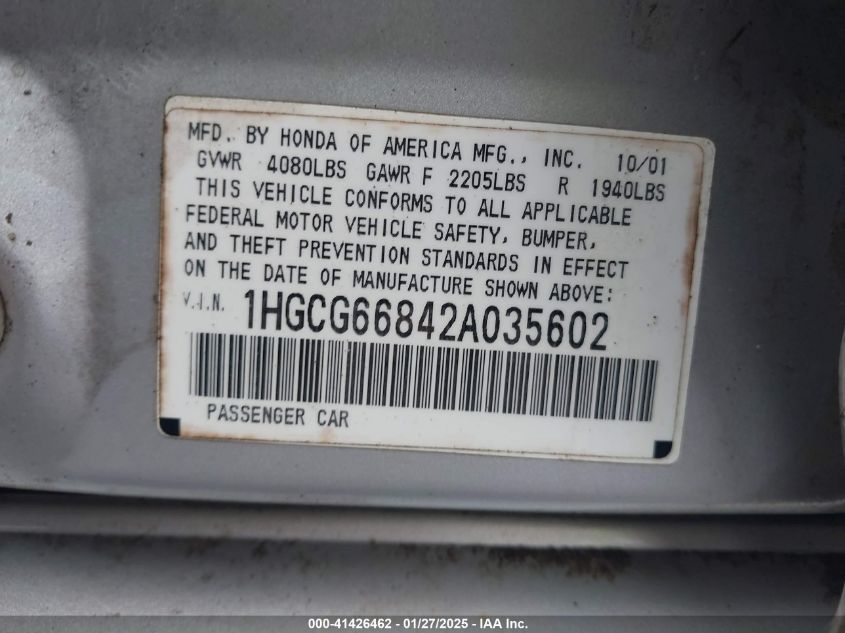 MFD. BY HONDA OF AMERICA MFG., INC. 10/01
GVWR 4080LBS GAWR F 2205LBS R 1940LBS
THIS VEHICLE CONFORMS TO ALL APPLICABLE
FEDERAL MOTOR VEHICLE SAFETY, BUMPER,
AND THEFT PREVENTION STANDARDS IN EFFECT
ON THE DATE OF MANUFACTURE SHOWN ABOVE:
V.I.N. 1HGCG66842A035602
PASSENGER CAR
000-41426462 - 01/27/2025 - IAA Inc.